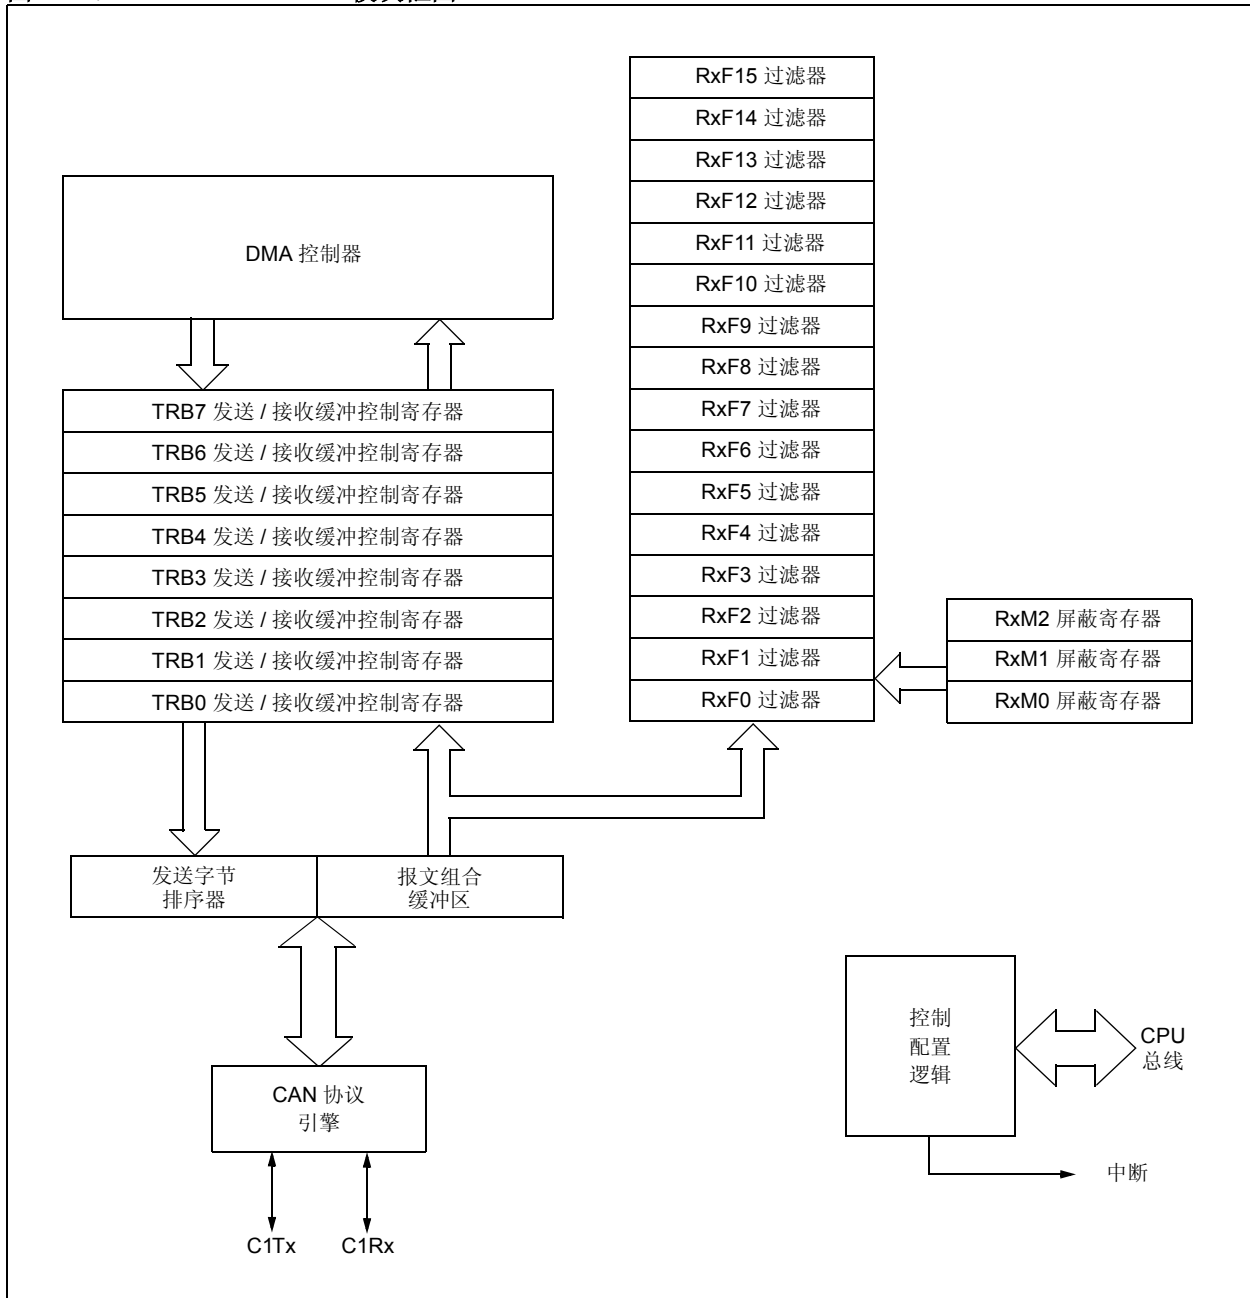 RxF15 过滤器
RxF14 过滤器
RxF13 过滤器
RxF12 过滤器
RxF11 过滤器
RxF10 过滤器
RxF9 过滤器
RxF8 过滤器
RxF7 过滤器
RxF6 过滤器
RxF5 过滤器
RxF4 过滤器
RxF3 过滤器
RxF2 过滤器
RxF1 过滤器
RxF0 过滤器
DMA 控制器
TRB7 发送 / 接收缓冲控制寄存器
TRB6 发送 / 接收缓冲控制寄存器
TRB5 发送 / 接收缓冲控制寄存器
TRB4 发送 / 接收缓冲控制寄存器
TRB3 发送 / 接收缓冲控制寄存器
TRB2 发送 / 接收缓冲控制寄存器
TRB1 发送 / 接收缓冲控制寄存器
TRB0 发送 / 接收缓冲控制寄存器
RxM2 屏蔽寄存器
RxM1 屏蔽寄存器
RxM0 屏蔽寄存器
发送字节
排序器
报文组合
缓冲区
CAN 协议
引擎
C1Tx
C1Rx
控制
配置
逻辑
CPU
总线
中断